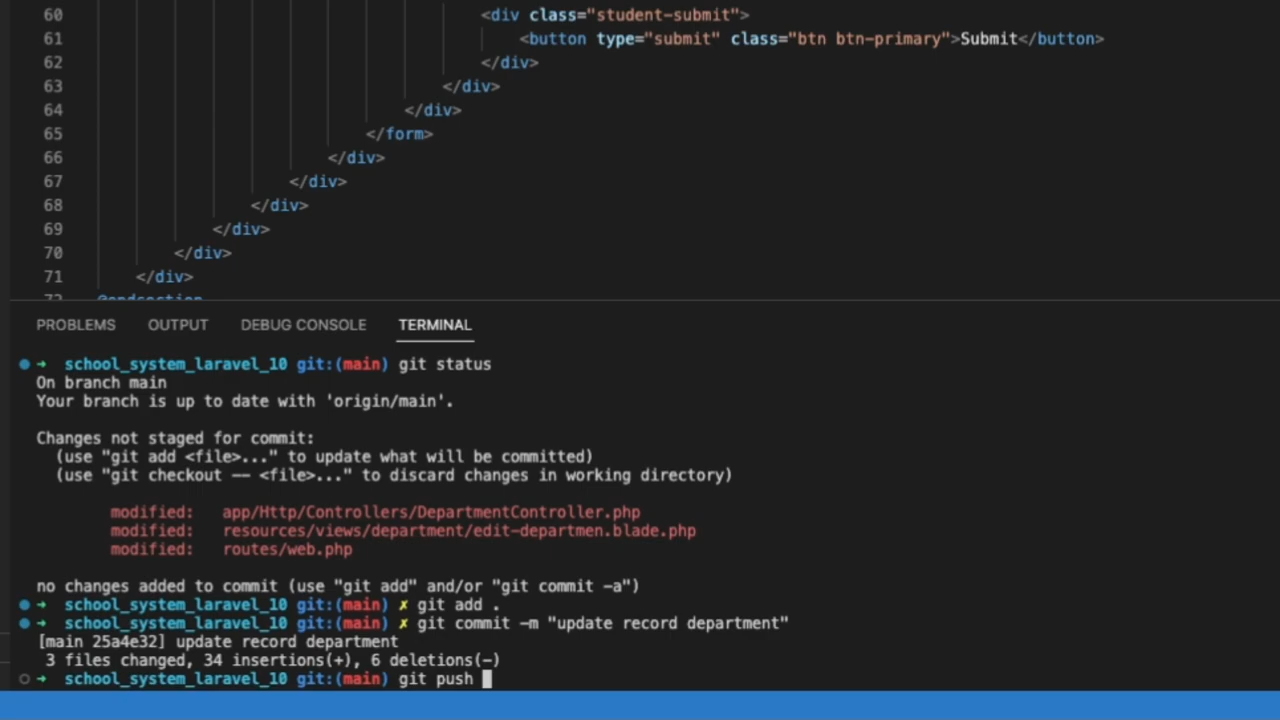 60 <div class="student-submit">
61 <button type="submit" class="btn btn-primary">Submit</button>
62 </div>
63 </div>
64 </div>
65 </form>
66 </div>
67 </div>
68 </div>
69 </div>
70 </div>
71 </div>
72 @endsection
PROBLEMS OUTPUT DEBUG CONSOLE TERMINAL
➜ school_system_laravel_10 git:(main) git status
On branch main
Your branch is up to date with 'origin/main'.
Changes not staged for commit:
(use "git add <file>..." to update what will be committed)
(use "git checkout -- <file>..." to discard changes in working directory)
modified: app/Http/Controllers/DepartmentController.php
modified: resources/views/department/edit-departmen.blade.php
modified: routes/web.php
no changes added to commit (use "git add" and/or "git commit -a")
➜ school_system_laravel_10 git:(main) ✗ git add .
➜ school_system_laravel_10 git:(main) ✗ git commit -m "update record department"
[main 25a4e32] update record department
3 files changed, 34 insertions(+), 6 deletions(-)
➜ school_system_laravel_10 git:(main) git push